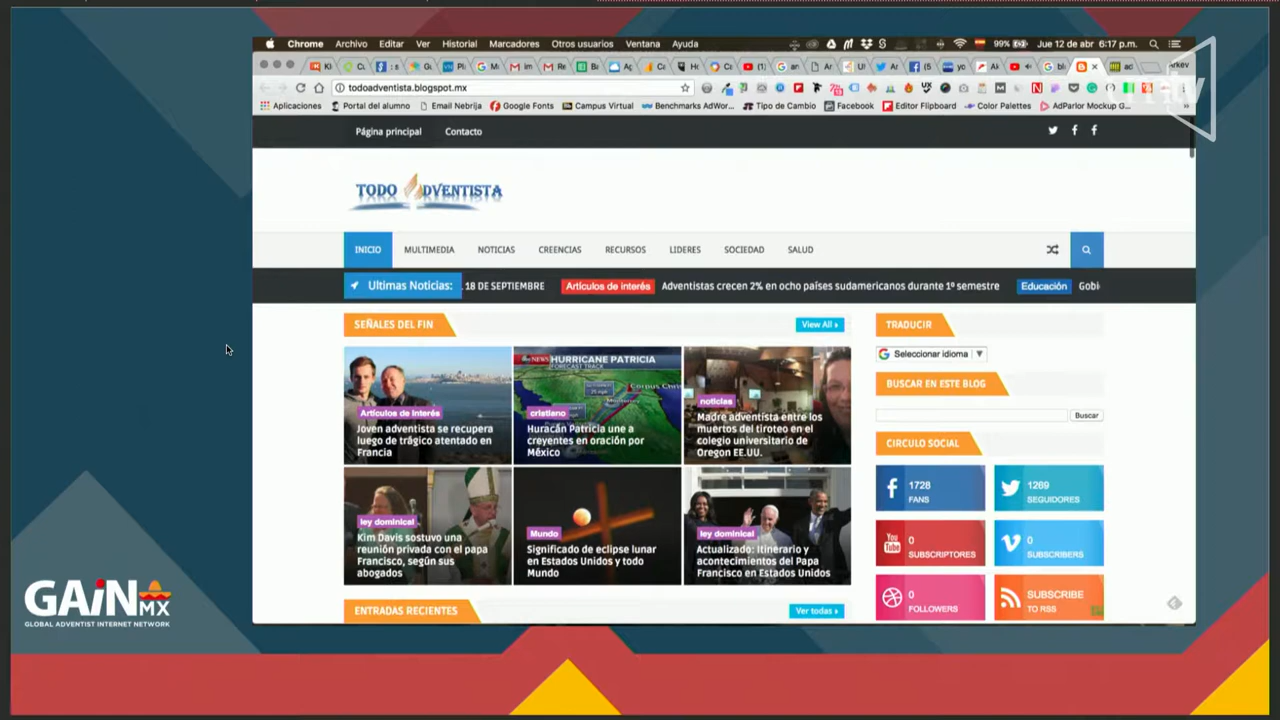 Chrome Archivo Editar Ver Historial Marcadores Otros usuarios Ventana Ayuda
99% Jue 12 de abr 6:17 p.m.
todoadventista.blogspot.mx
Aplicaciones Portal del alumno Email Nebrija Google Fonts Campus Virtual Benchmarks AdWor... Tipo de Cambio Facebook Editor Flipboard Color Palettes AdParlor Mockup G...
Página principal Contacto
TODO ADVENTISTA
INICIO MULTIMEDIA NOTICIAS CREENCIAS RECURSOS LIDERES SOCIEDAD SALUD
Ultimas Noticias: 18 DE SEPTIEMBRE Artículos de interés Adventistas crecen 2% en ocho países sudamericanos durante 1º semestre Educación Gobi
SEÑALES DEL FIN View All
TRADUCIR
Seleccionar idioma
BUSCAR EN ESTE BLOG
Buscar
CIRCULO SOCIAL
1728
FANS
1269
SEGUIDORES
You
Tube
0
SUBSCRIPTORES
0
SUBSCRIBERS
0
FOLLOWERS
SUBSCRIBE
TO RSS
Artículos de interés
Joven adventista se recupera
luego de trágico atentado en
Francia
NEWS HURRICANE PATRICIA
FORECAST TRACK
Corpus Chris
Monterrey
cristiano
Huracán Patricia une a
creyentes en oración por
México
noticias
Madre adventista entre los
muertos del tiroteo en el
colegio universitario de
Oregon EE.UU.
ley dominical
Kim Davis sostuvo una
reunión privada con el papa
Francisco, según sus
abogados
Mundo
Significado de eclipse lunar
en Estados Unidos y todo
Mundo
ley dominical
Actualizado: Itinerario y
acontecimientos del Papa
Francisco en Estados Unidos
ENTRADAS RECIENTES Ver todas
GAiN MX
GLOBAL ADVENTIST INTERNET NETWORK